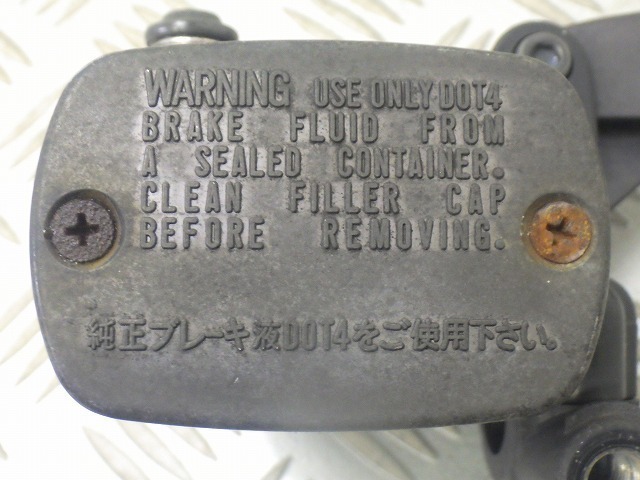 WARNING USE ONLY DOT4
BRAKE FLUID FROM
A SEALED CONTAINER.
CLEAN FILLER CAP
BEFORE REMOVING.
純正ブレーキ液DOT4をご使用下さい。